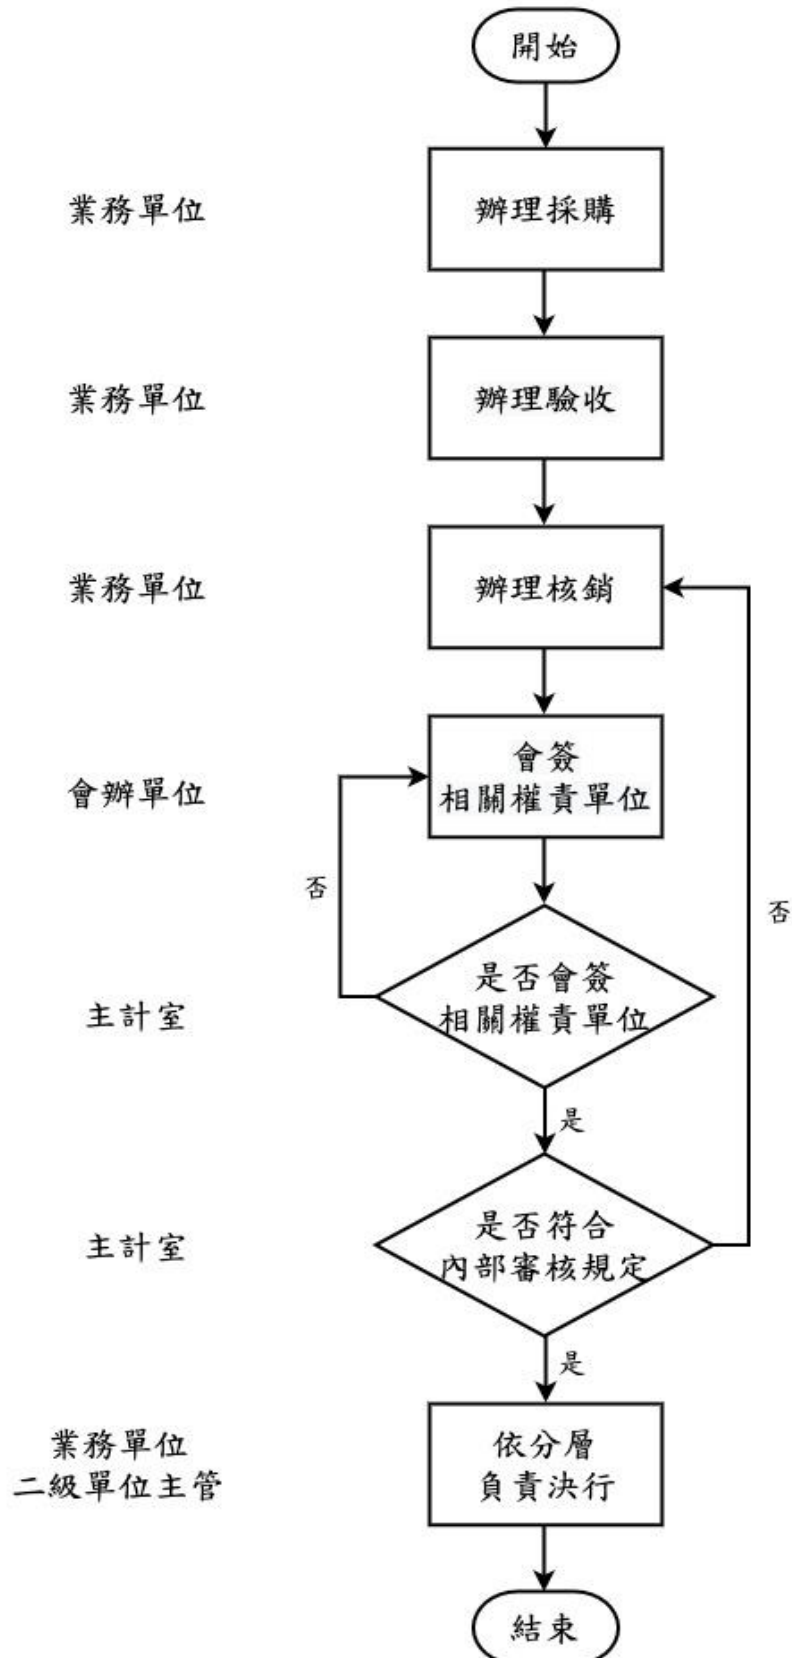 開始
業務單位
辦理採購
業務單位
辦理驗收
業務單位
辦理核銷
會辦單位
會簽
相關權責單位
否
否
主計室
是否會簽
相關權責單位
是
主計室
是否符合
內部審核規定
是
業務單位
二級單位主管
依分層
負責決行
結束